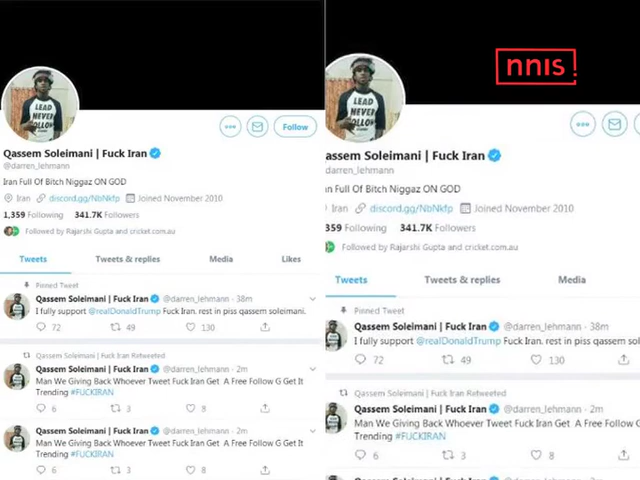 LEAD
NEVER
FOLLOW
Follow
Qassem Soleimani | Fuck Iran
@darren_lehmann
Iran Full Of Bitch Niggaz ON GOD
Iran discord.gg/NbNkfp Joined November 2010
1,359 Following 341.7K Followers
Followed by Rajarshi Gupta and cricket.com.au
Tweets Tweets & replies Media Likes
Pinned Tweet
Qassem Soleimani | Fuck Iran @darren_lehmann · 38m
I fully support @realDonaldTrump Fuck Iran. rest in piss qassem soleimani.
72 49 130
Qassem Soleimani | Fuck Iran Retweeted
Qassem Soleimani | Fuck Iran @darren_lehmann · 2m
Man We Giving Back Whoever Tweet Fuck Iran Get A Free Follow G Get It
Trending #FUCKIRAN
6 3 8
Qassem Soleimani | Fuck Iran @darren_lehmann · 2m
Man We Giving Back Whoever Tweet Fuck Iran Get A Free Follow G Get It
Trending #FUCKIRAN
6 3 8
nnis
LEAD
NEVER
FOLLOW
assem Soleimani | Fuck Iran
darren_lehmann
an Full Of Bitch Niggaz ON GOD
Iran discord.gg/NbNkfp Joined November 2010
359 Following 341.7K Followers
Followed by Rajarshi Gupta and cricket.com.au
Tweets Tweets & replies Media
Pinned Tweet
Qassem Soleimani | Fuck Iran @darren_lehmann · 38m
I fully support @realDonaldTrump Fuck Iran. rest in piss qassem sol
72 49 130
Qassem Soleimani | Fuck Iran Retweeted
Qassem Soleimani | Fuck Iran @darren_lehmann · 2m
Man We Giving Back Whoever Tweet Fuck Iran Get A Free Follow G
Trending #FUCKIRAN
6 3 8
Qassem Soleimani | Fuck Iran @darren_lehmann · 2m